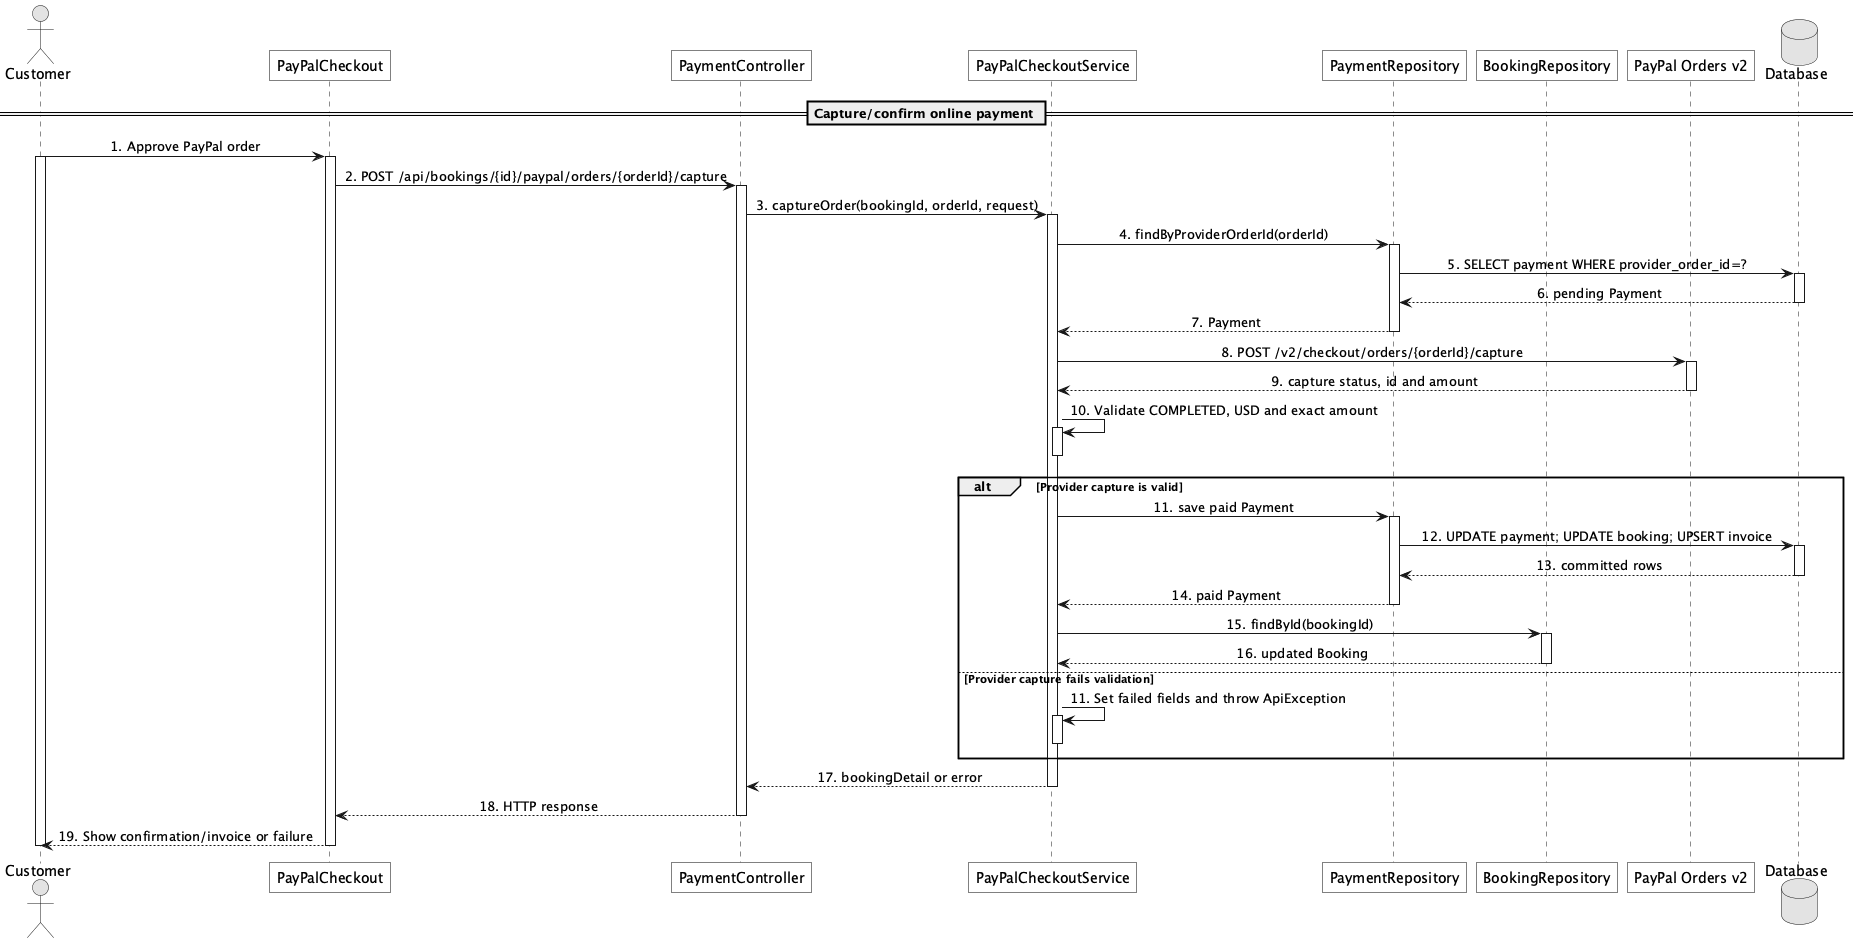 Customer
PayPalCheckout
PaymentController
PayPalCheckoutService
PaymentRepository
BookingRepository
PayPal Orders v2
Database
Capture/confirm online payment
1. Approve PayPal order
2. POST /api/bookings/{id}/paypal/orders/{orderId}/capture
3. captureOrder(bookingId, orderId, request)
4. findByProviderOrderId(orderId)
5. SELECT payment WHERE provider_order_id=?
6. pending Payment
7. Payment
8. POST /v2/checkout/orders/{orderId}/capture
9. capture status, id and amount
10. Validate COMPLETED, USD and exact amount
alt [Provider capture is valid]
11. save paid Payment
12. UPDATE payment; UPDATE booking; UPSERT invoice
13. committed rows
14. paid Payment
15. findById(bookingId)
16. updated Booking
[Provider capture fails validation]
11. Set failed fields and throw ApiException
17. bookingDetail or error
18. HTTP response
19. Show confirmation/invoice or failure
Customer
PayPalCheckout
PaymentController
PayPalCheckoutService
PaymentRepository
BookingRepository
PayPal Orders v2
Database